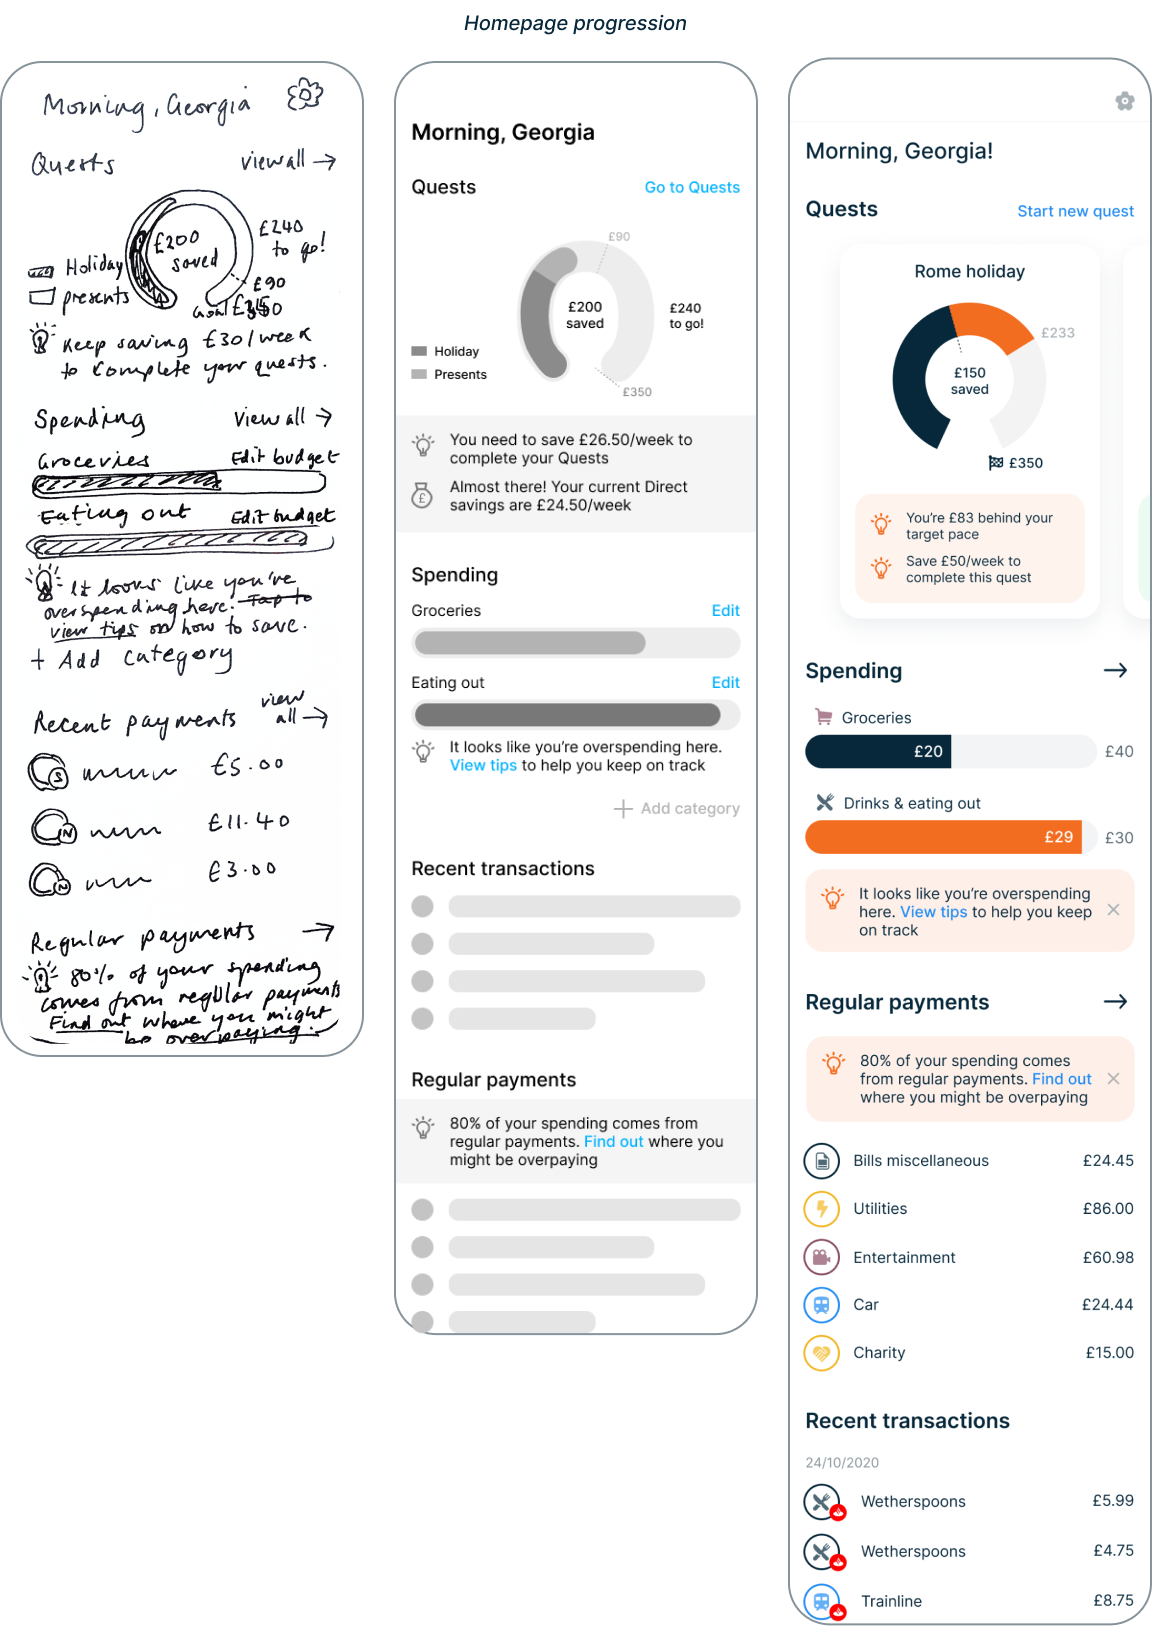 Homepage progression
Morning, Georgia
Quests
view all →
£200
saved
£240
to go!
£90
Holiday
presents
Keep saving £30/week
to complete your quests.
Spending
View all →
Groceries
Edit budget
Eating out
Edit budget
It looks like you've
overspending here. Tap to
view tips on how to save.
+ Add category
Recent payments
view
all →
£5.00
£11.40
£3.00
Regular payments →
80% of your spending
comes from regular payments
Find out where you might
be overpaying.
Morning, Georgia
Quests
Go to Quests
£90
£200
saved
£240
to go!
Holiday
Presents
£350
You need to save £26.50/week to
complete your Quests
Almost there! Your current Direct
savings are £24.50/week
Spending
Groceries
Edit
Eating out
Edit
It looks like you're overspending here.
View tips to help you keep on track
+ Add category
Recent transactions
Regular payments
80% of your spending comes from
regular payments. Find out where you
might be overpaying
Morning, Georgia!
Quests
Start new quest
Rome holiday
£233
£150
saved
£350
You're £83 behind your
target pace
Save £50/week to
complete this quest
Spending →
Groceries
£20
£40
Drinks & eating out
£29
£30
It looks like you're overspending
here. View tips to help you keep
on track
Regular payments →
80% of your spending comes
from regular payments. Find out
where you might be overpaying
Bills miscellaneous £24.45
Utilities £86.00
Entertainment £60.98
Car £24.44
Charity £15.00
Recent transactions
24/10/2020
Wetherspoons £5.99
Wetherspoons £4.75
Trainline £8.75